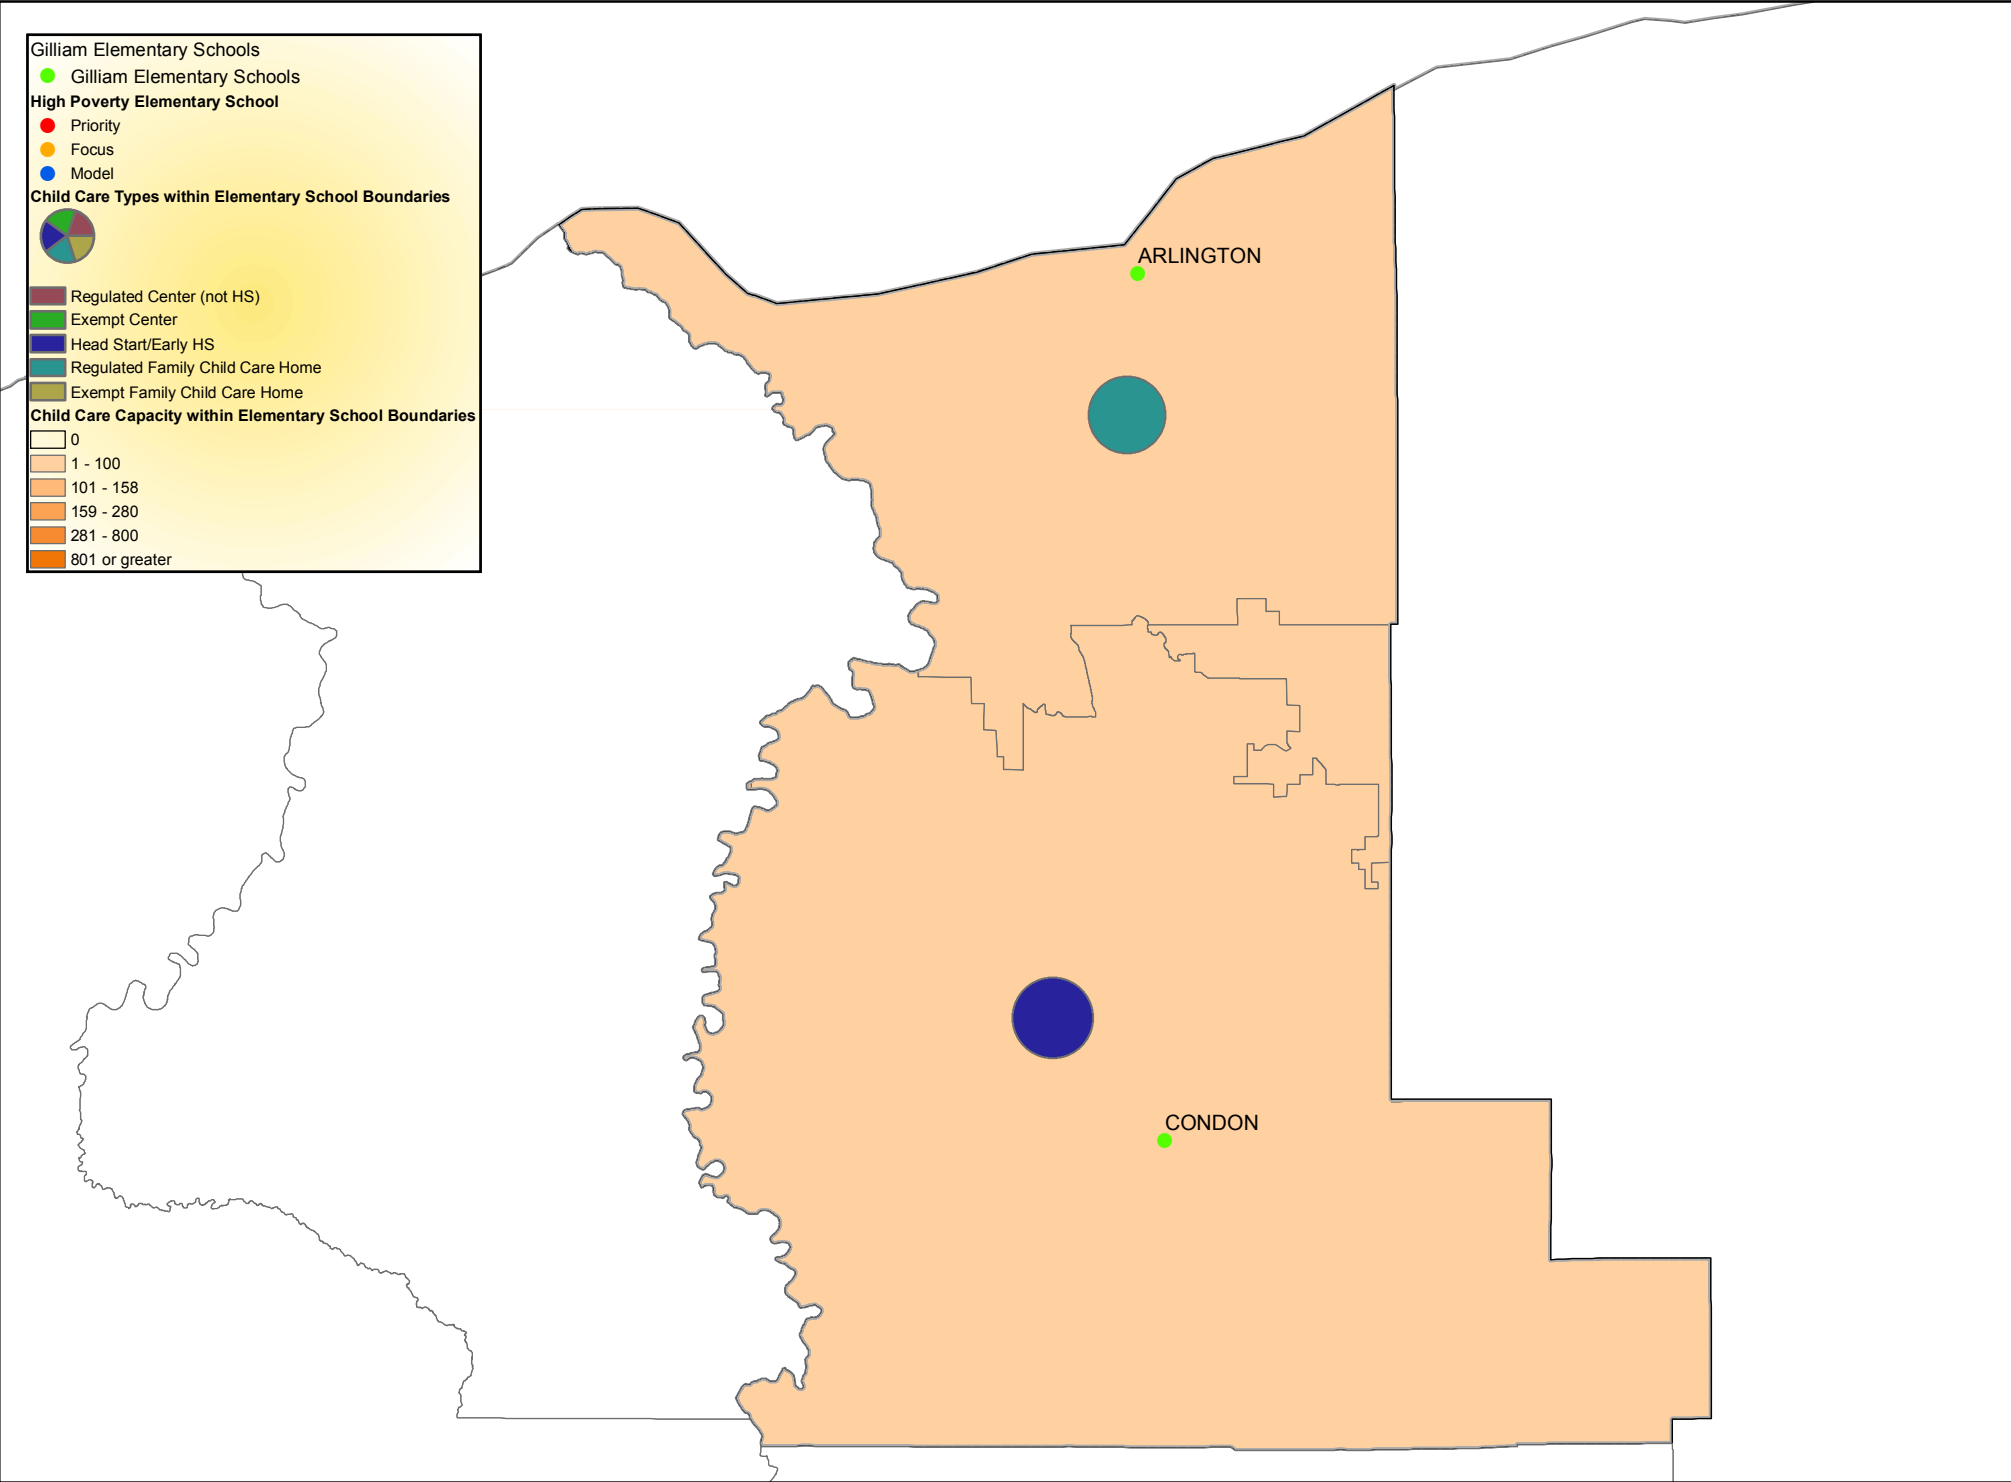 Gilliam Elementary Schools
Gilliam Elementary Schools
High Poverty Elementary School
Priority
Focus
Model
Child Care Types within Elementary School Boundaries
Regulated Center (not HS)
Exempt Center
Head Start/Early HS
Regulated Family Child Care Home
Exempt Family Child Care Home
Child Care Capacity within Elementary School Boundaries
0
1 - 100
101 - 158
159 - 280
281 - 800
801 or greater
ARLINGTON
CONDON